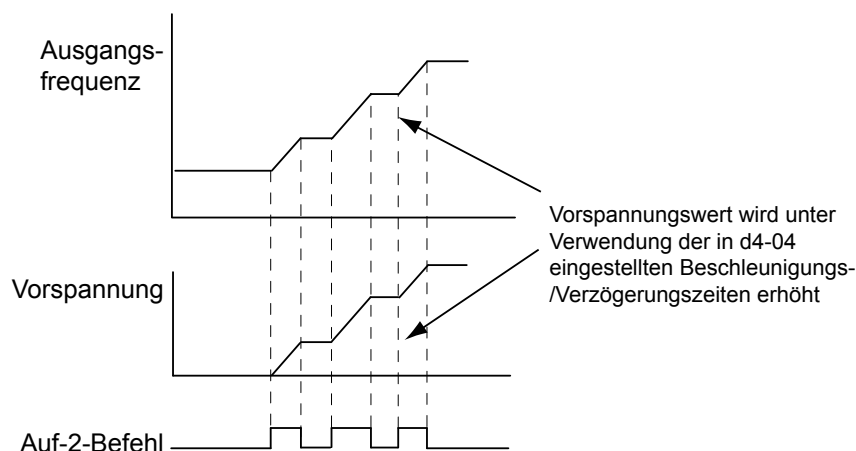 Ausgangs-
frequenz
Vorspannungswert wird unter
Verwendung der in d4-04
eingestellten Beschleunigungs-
/Verzögerungszeiten erhöht
Vorspannung
Auf-2-Befehl